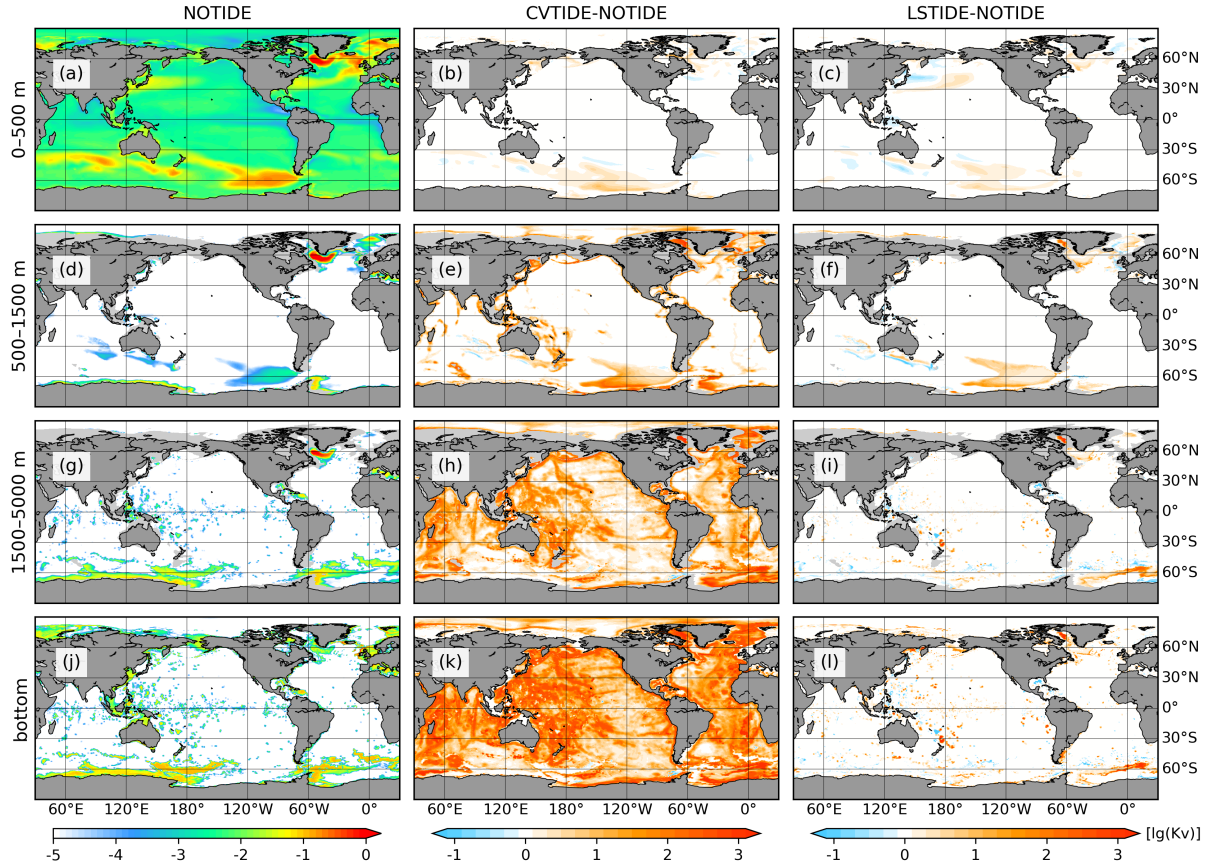 NOTIDE CVTIDE-NOTIDE LSTIDE-NOTIDE
0−500 m (a) (b) (c) 60°N 30°N 0° 30°S 60°S
500−1500 m (d) (e) (f) 60°N 30°N 0° 30°S 60°S
1500−5000 m (g) (h) (i) 60°N 30°N 0° 30°S 60°S
bottom (j) (k) (l) 60°N 30°N 0° 30°S 60°S
60°E 120°E 180° 120°W 60°W 0° 60°E 120°E 180° 120°W 60°W 0° 60°E 120°E 180° 120°W 60°W 0°
[lg(Kv)]
-5 -4 -3 -2 -1 0 -1 0 1 2 3 -1 0 1 2 3